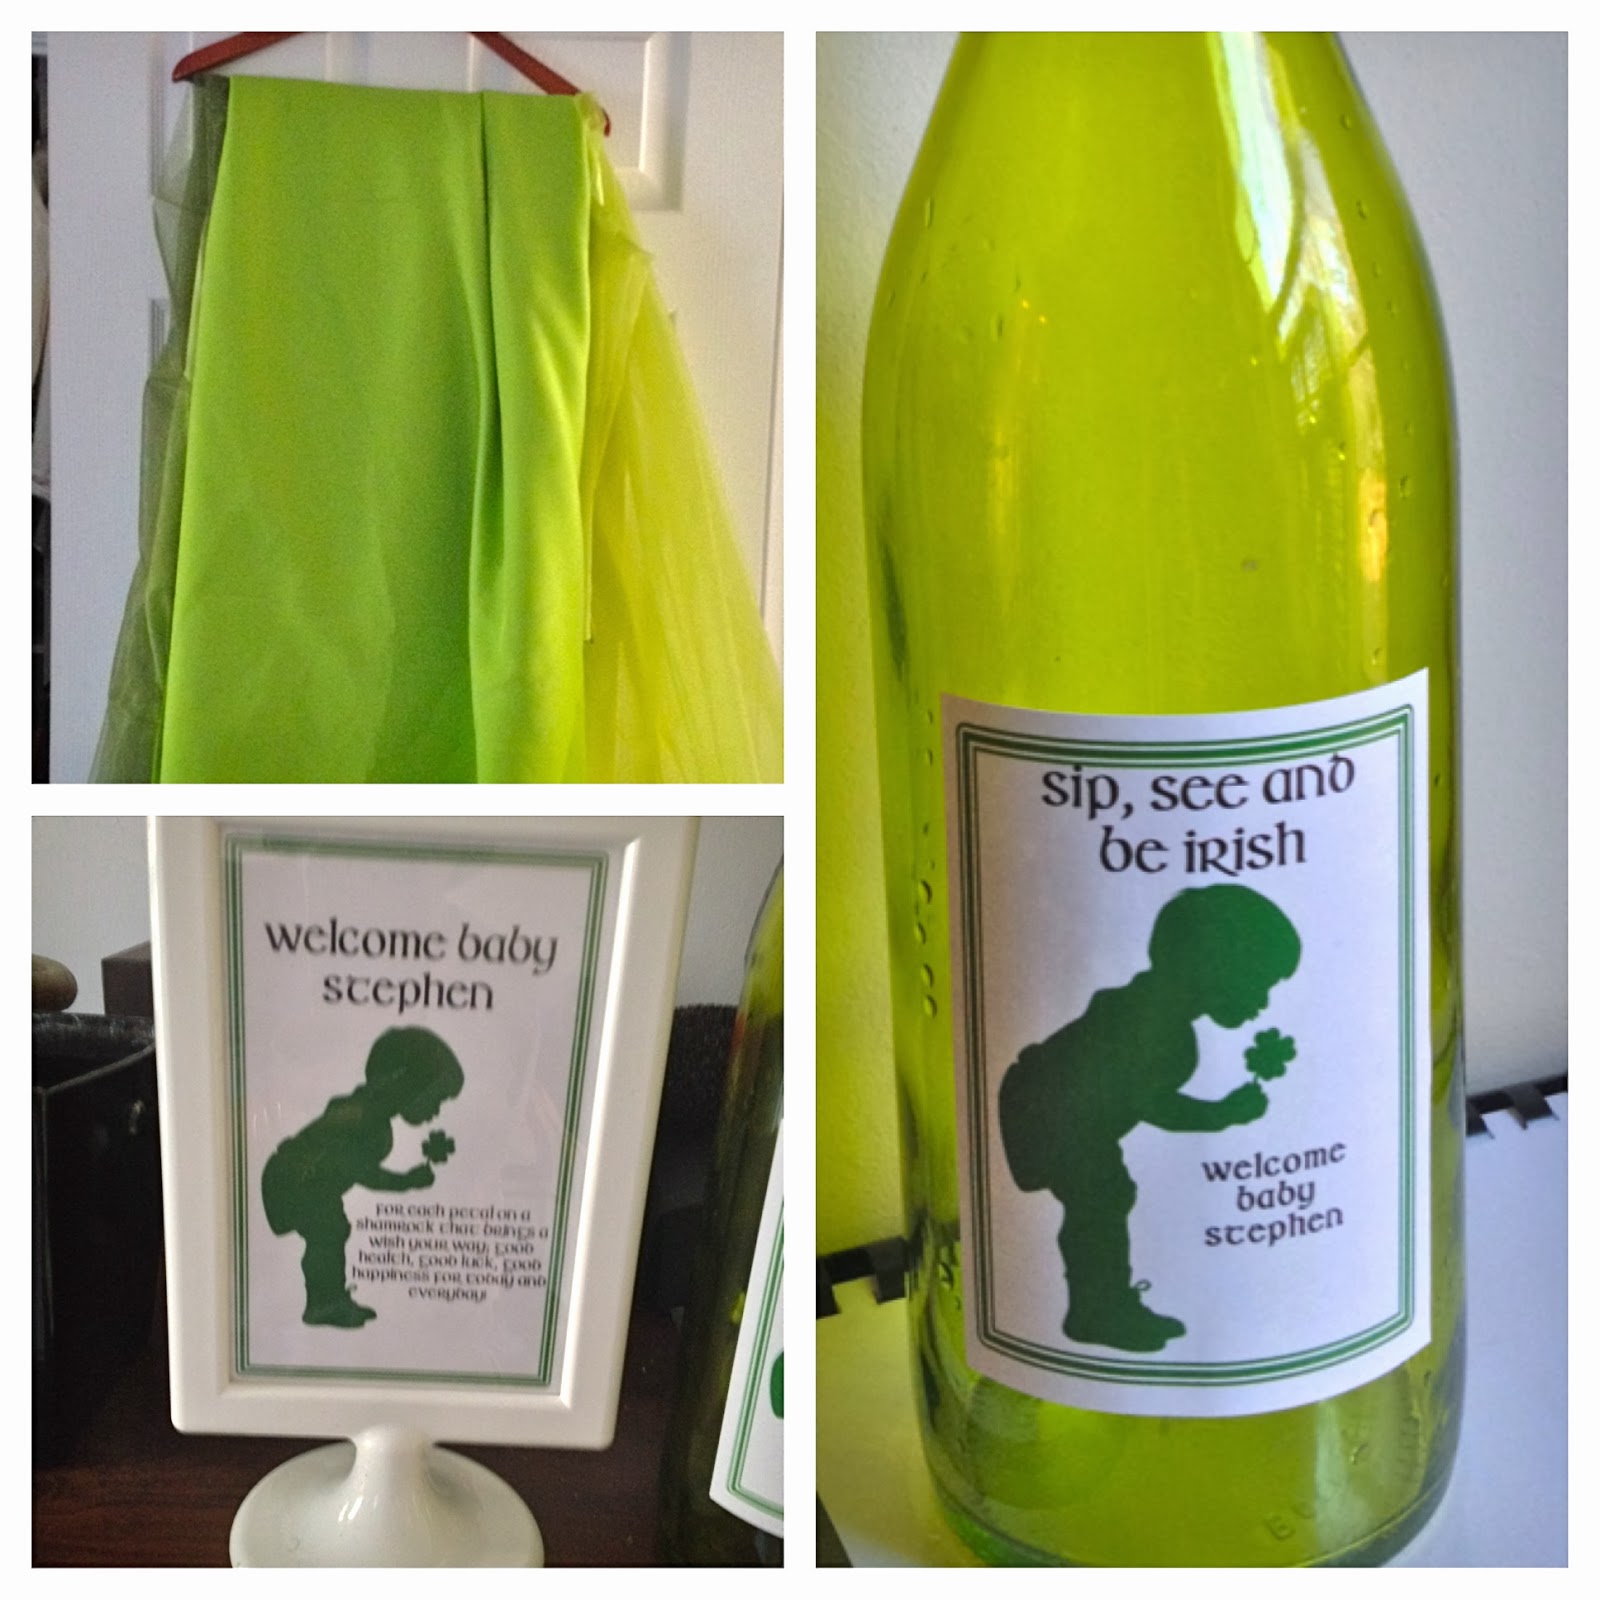 welcome baby
stephen
For each petal on a
shamrock that brings a
wish your way: good
health, good luck, good
happiness for today and
everyday!
sip, see and
be irish
welcome
baby
stephen